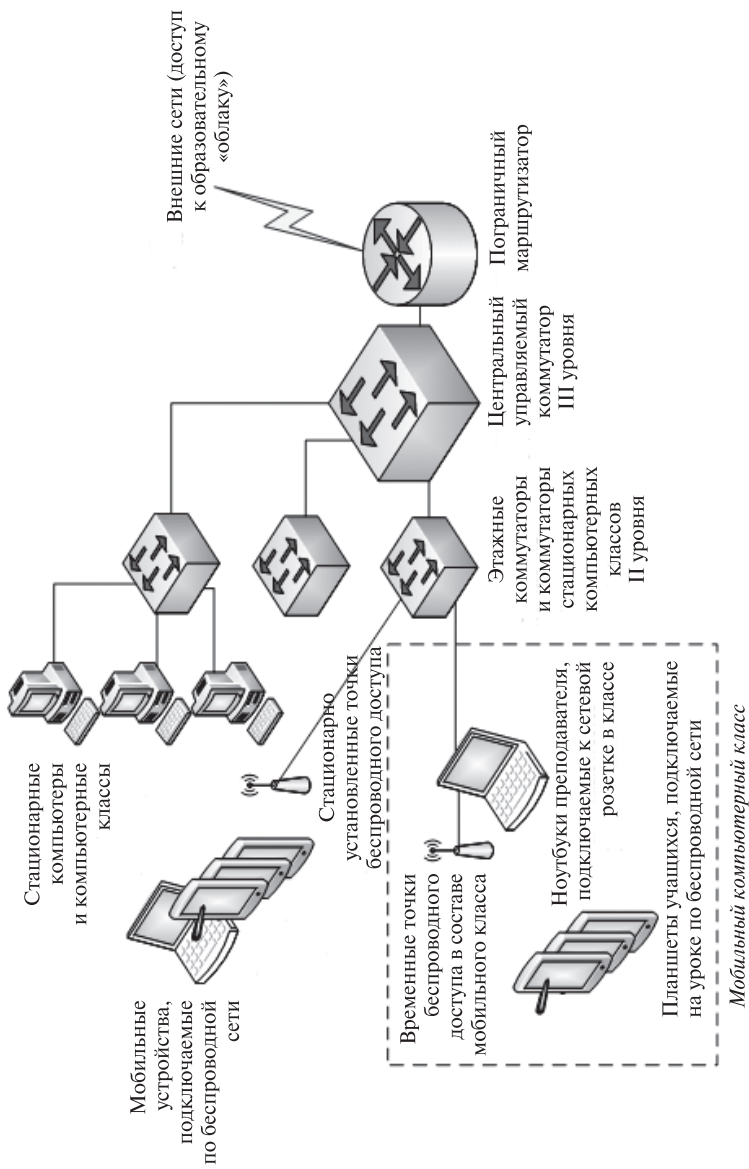 Внешние сети (доступ
к образовательному
«облаку»)
Пограничный
маршрутизатор
Центральный
управляемый
коммутатор
III уровня
Этажные
коммутаторы
и коммутаторы
стационарных
компьютерных
классов
II уровня
Стационарные
компьютеры
и компьютерные
классы
Стационарно
установленные точки
беспроводного доступа
Мобильные
устройства,
подключаемые
по беспроводной
сети
Временные точки
беспроводного
доступа в составе
мобильного класса
Ноутбуки преподавателя,
подключаемые к сетевой
розетке в классе
Планшеты учащихся, подключаемые
на уроке по беспроводной сети
Мобильный компьютерный класс